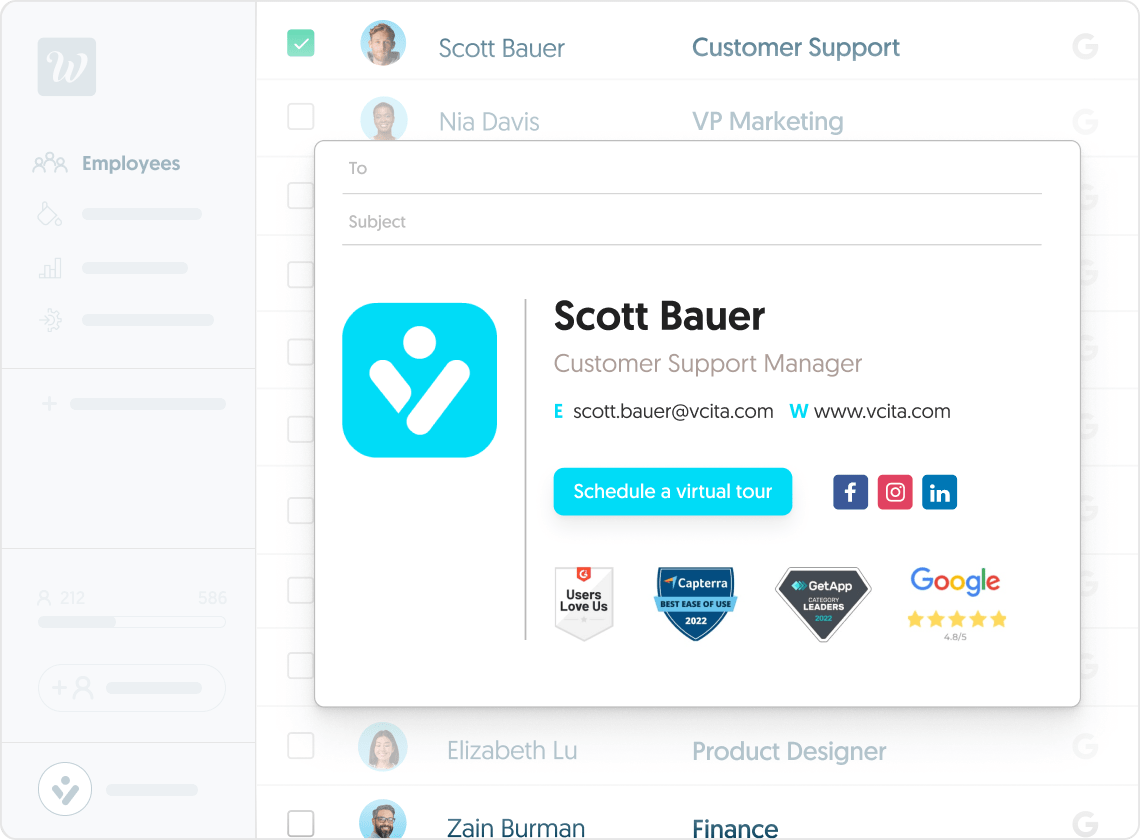 w
Scott Bauer Customer Support G
Nia Davis VP Marketing G
Employees
To
Subject
Scott Bauer
Customer Support Manager
E scott.bauer@vcita.com W www.vcita.com
Schedule a virtual tour
f
in
G
Users
Love Us
Capterra
BEST EASE OF USE
2022
GetApp
CATEGORY
LEADERS
2022
Google
4.8/5
212 586
Elizabeth Lu Product Designer G
Zain Burman Finance G